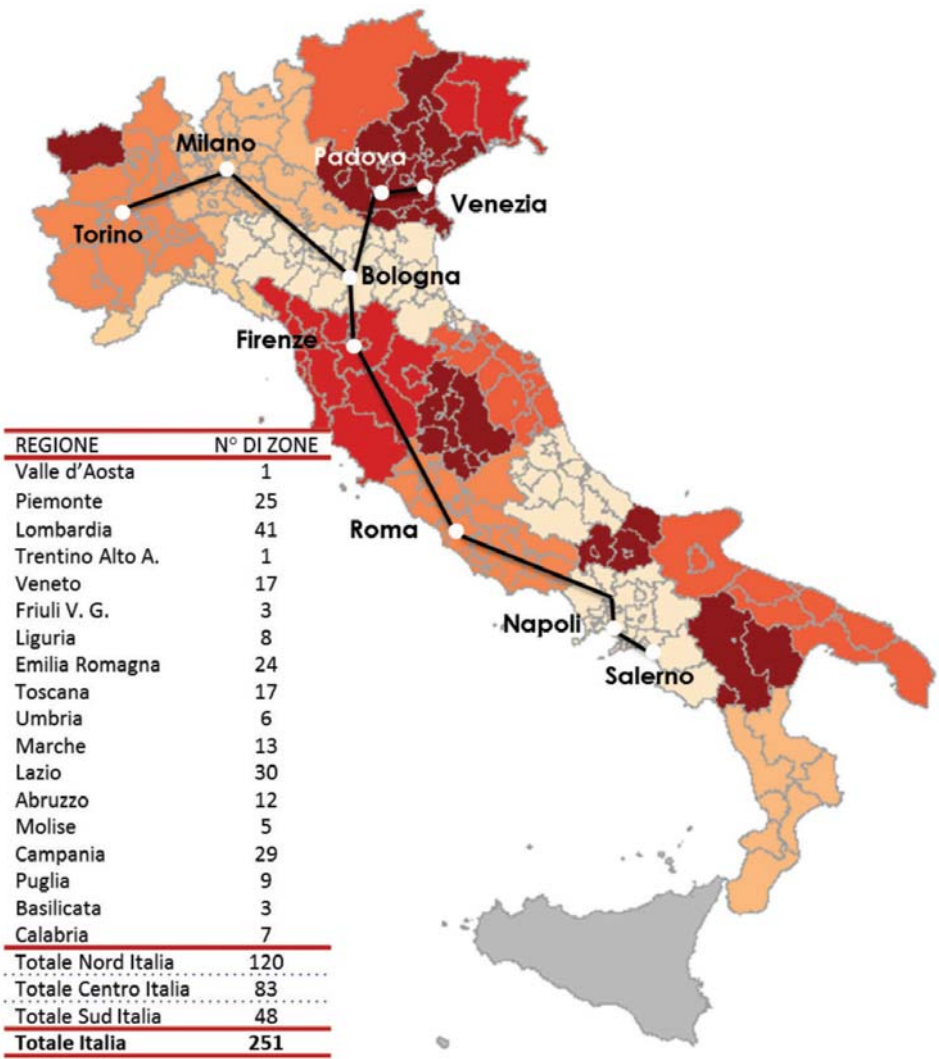 Milano
Padova
Venezia
Torino
Bologna
Firenze
Roma
Napoli
Salerno
REGIONE N° DI ZONE
Valle d'Aosta 1
Piemonte 25
Lombardia 41
Trentino Alto A. 1
Veneto 17
Friuli V. G. 3
Liguria 8
Emilia Romagna 24
Toscana 17
Umbria 6
Marche 13
Lazio 30
Abruzzo 12
Molise 5
Campania 29
Puglia 9
Basilicata 3
Calabria 7
Totale Nord Italia 120
Totale Centro Italia 83
Totale Sud Italia 48
Totale Italia 251